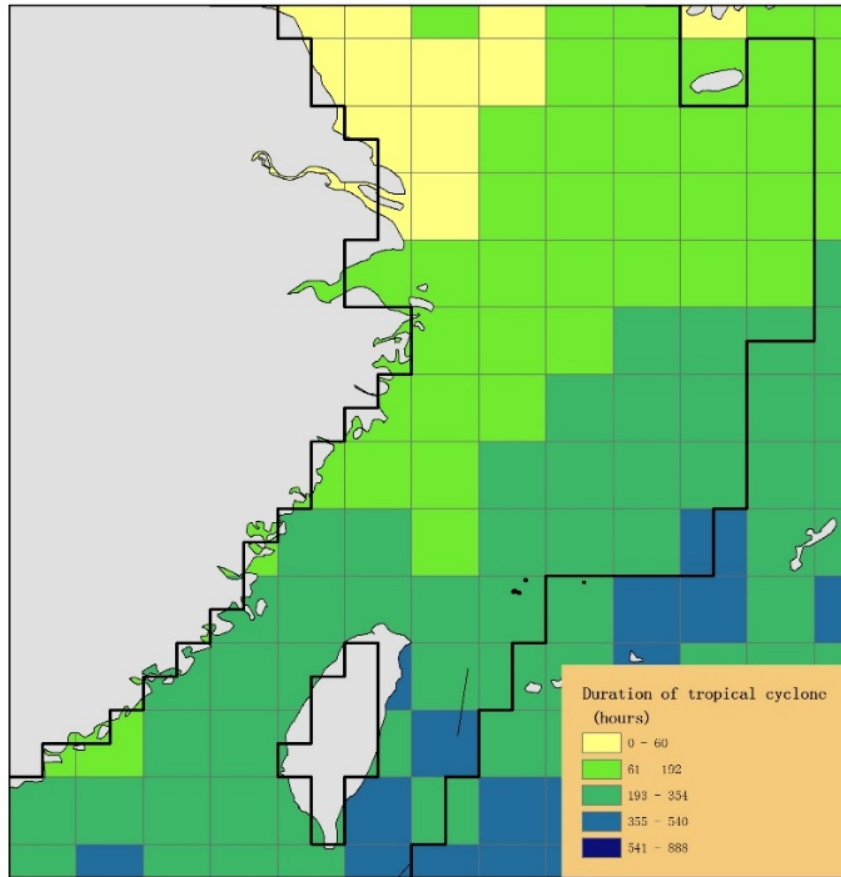 Duration of tropical cyclone
(hours)
0 - 60
61 192
193 - 354
355 - 540
541 - 888